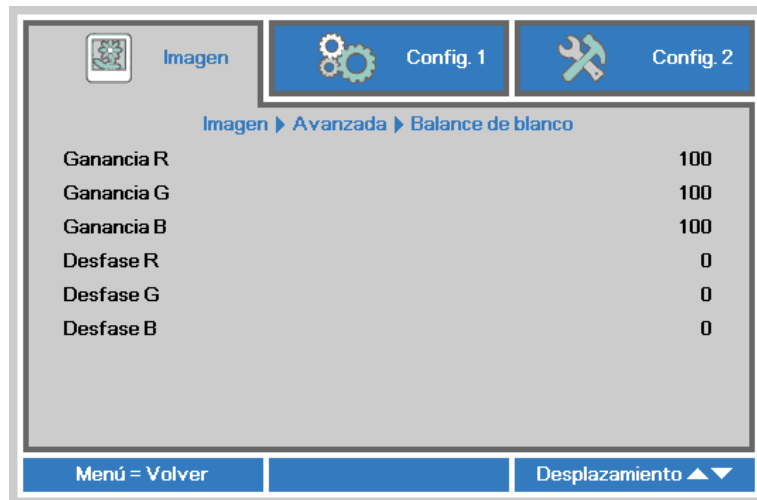 Imagen Config. 1 Config. 2
Imagen ▶ Avanzada ▶ Balance de blanco
Ganancia R 100
Ganancia G 100
Ganancia B 100
Desfase R 0
Desfase G 0
Desfase B 0
Menú = Volver Desplazamiento ▲▼